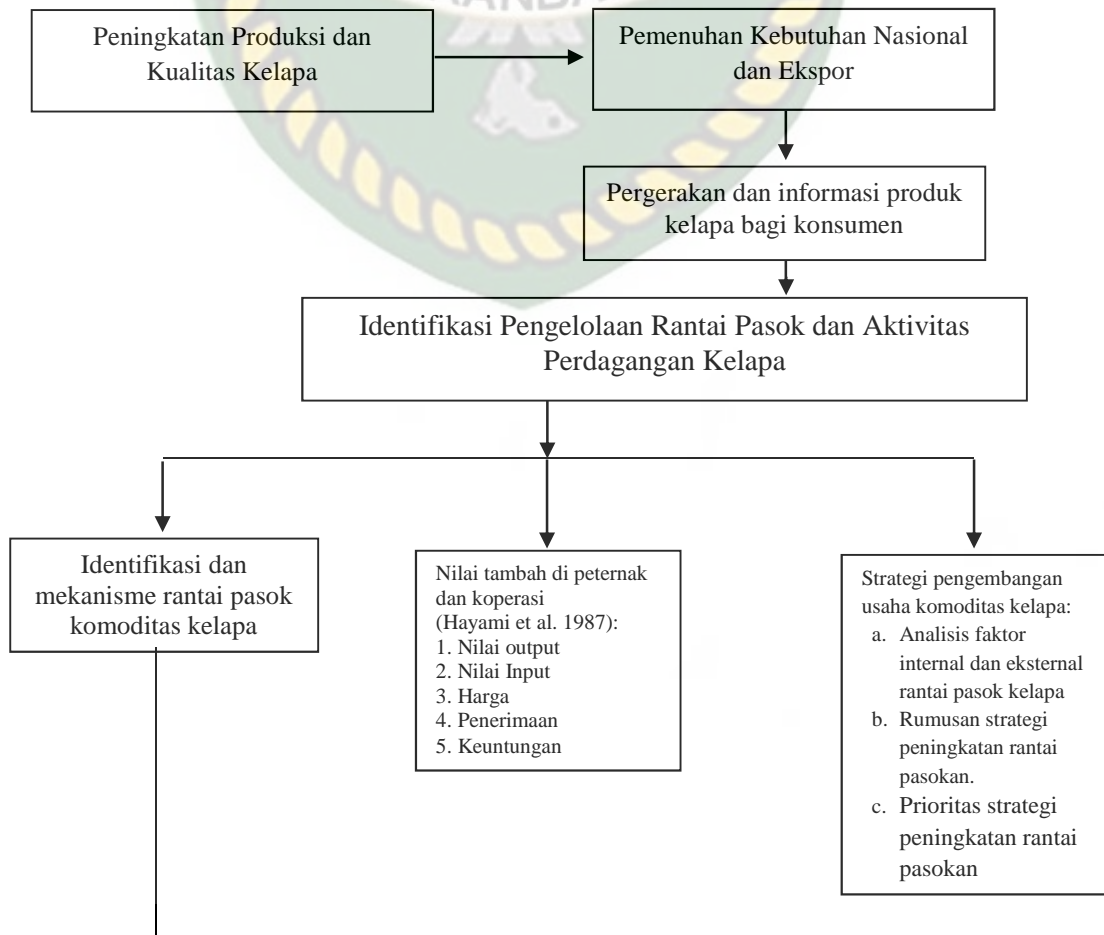 Peningkatan Produksi dan
Kualitas Kelapa
Pemenuhan Kebutuhan Nasional
dan Ekspor
Pergerakan dan informasi produk
kelapa bagi konsumen
Identifikasi Pengelolaan Rantai Pasok dan Aktivitas
Perdagangan Kelapa
Identifikasi dan
mekanisme rantai pasok
komoditas kelapa
Nilai tambah di peternak
dan koperasi
(Hayami et al. 1987):
1. Nilai output
2. Nilai Input
3. Harga
4. Penerimaan
5. Keuntungan
Strategi pengembangan
usaha komoditas kelapa:
a. Analisis faktor
internal dan eksternal
rantai pasok kelapa
b. Rumusan strategi
peningkatan rantai
pasokan.
c. Prioritas strategi
peningkatan rantai
pasokan